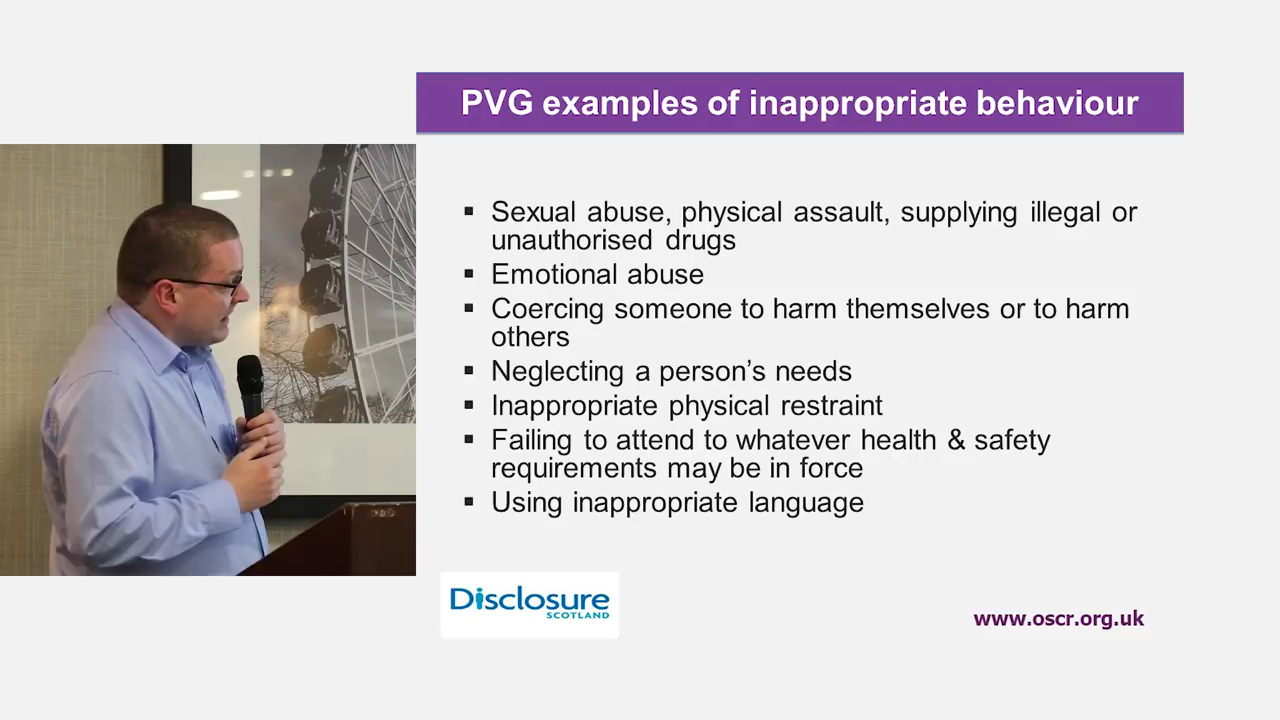 PVG examples of inappropriate behaviour
▪ Sexual abuse, physical assault, supplying illegal or
unauthorised drugs
▪ Emotional abuse
▪ Coercing someone to harm themselves or to harm
others
▪ Neglecting a person’s needs
▪ Inappropriate physical restraint
▪ Failing to attend to whatever health & safety
requirements may be in force
▪ Using inappropriate language
Disclosure
SCOTLAND
www.oscr.org.uk